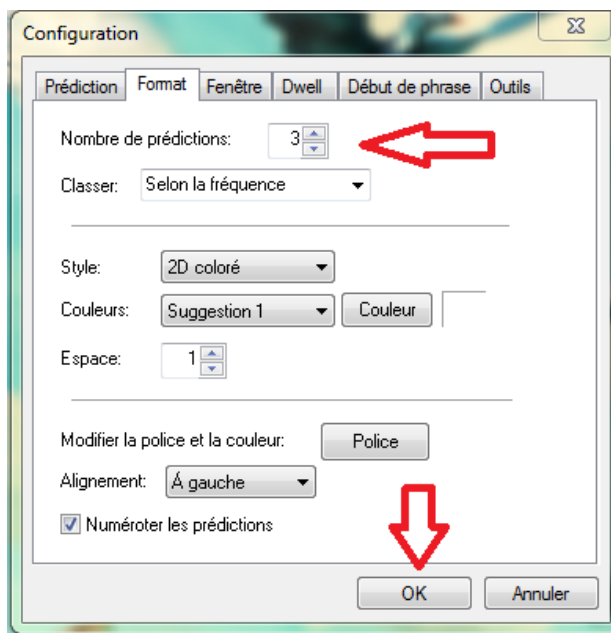 Configuration
Prédiction Format Fenêtre Dwell Début de phrase Outils
Nombre de prédictions: 3
Classer: Selon la fréquence
Style: 2D coloré
Couleurs: Suggestion 1 Couleur
Espace: 1
Modifier la police et la couleur: Police
Alignement: Á gauche
Numéroter les prédictions
OK Annuler